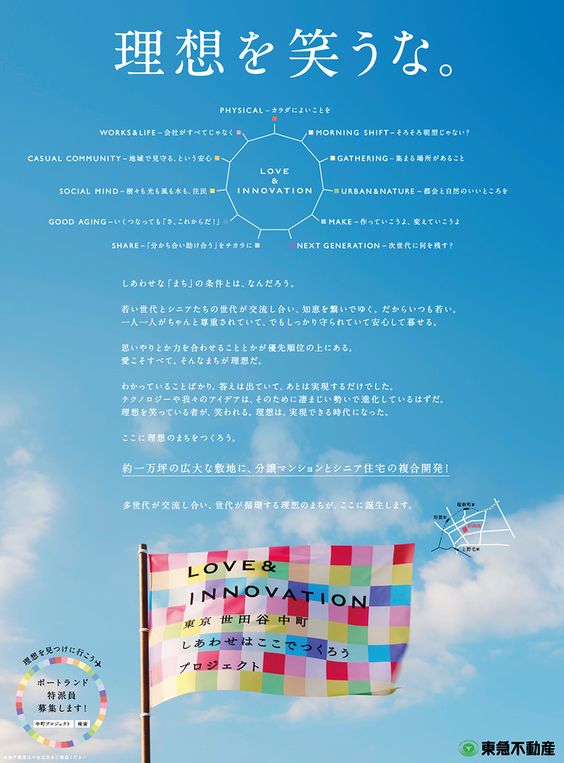 理想を笑うな。
PHYSICAL－カラダによいことを
WORKS&LIFE－会社がすべてじゃなく
MORNING SHIFT－そろそろ朝型じゃない?
CASUAL COMMUNITY－地域で見守る、という安心
GATHERING－集まる場所があること
LOVE
&
INNOVATION
SOCIAL MIND－樹々も光も風も水も、住民
URBAN&NATURE－都会と自然のいいところを
GOOD AGING－いくつになっても「さ、これからだ!」
MAKE－作っていこうよ、変えていこうよ
SHARE－「分かち合い助け合う」をチカラに
NEXT GENERATION－次世代に何を残す?
しあわせな「まち」の条件とは、なんだろう。
若い世代とシニアたちの世代が交流し合い、知恵を繋いでゆく。だからいつも若い。
一人一人がちゃんと尊重されていて、でもしっかり守られていて安心して暮せる。
思いやりとか力を合わせることとかが優先順位の上にある。
愛こそすべて、そんなまちが理想だ。
わかっていることばかり。答えは出ていて、あとは実現するだけでした。
テクノロジーや我々のアイデアは、そのために凄まじい勢いで進化しているはずだ。
理想を笑っている者が、笑われる。理想は、実現できる時代になった。
ここに理想のまちをつくろう。
約一万坪の広大な敷地に、分譲マンションとシニア住宅の複合開発!
多世代が交流し合い、世代が循環する理想のまちが、ここに誕生します。
桜新町駅
用賀駅
上野毛駅
LOVE&
INNOVATION
東京 世田谷 中町
しあわせはここでつくろう
プロジェクト
理想を見つけに行こう
ポートランド
特派員
募集します!
中町プロジェクト 検索
東急不動産